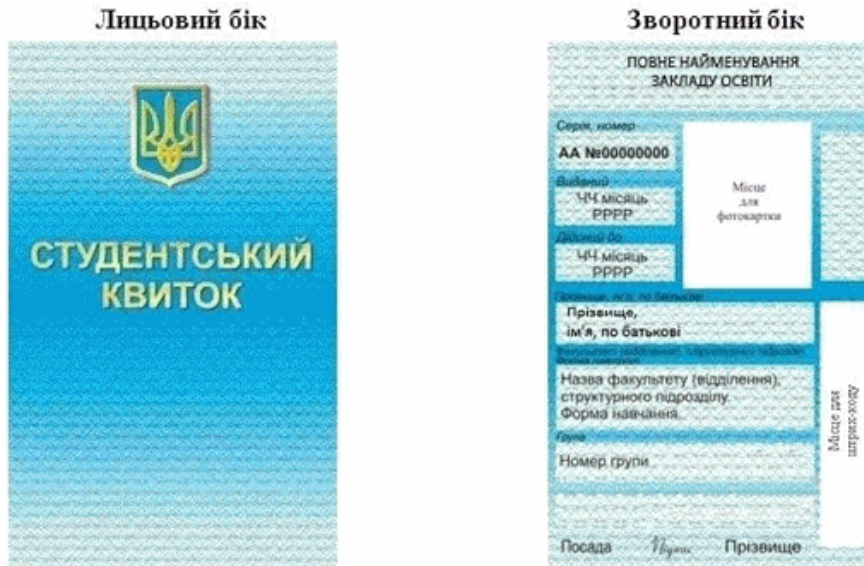 Лицьовий бік
СТУДЕНТСЬКИЙ
КВИТОК
Зворотний бік
ПОВНЕ НАЙМЕНУВАННЯ
ЗАКЛАДУ ОСВІТИ
Серія, номер
АА №00000000
Виданий
ЧЧ місяць
РРРР
Дійсний до
ЧЧ місяць
РРРР
Місце
для
фотокартки
Прізвище, ім'я, по батькові
Прізвище,
ім'я, по батькові
Назва факультету (відділення),
структурного підрозділу.
Форма навчання
Група
Номер групи
Місце для
штрих-коду
Посада Підпис Прізвище